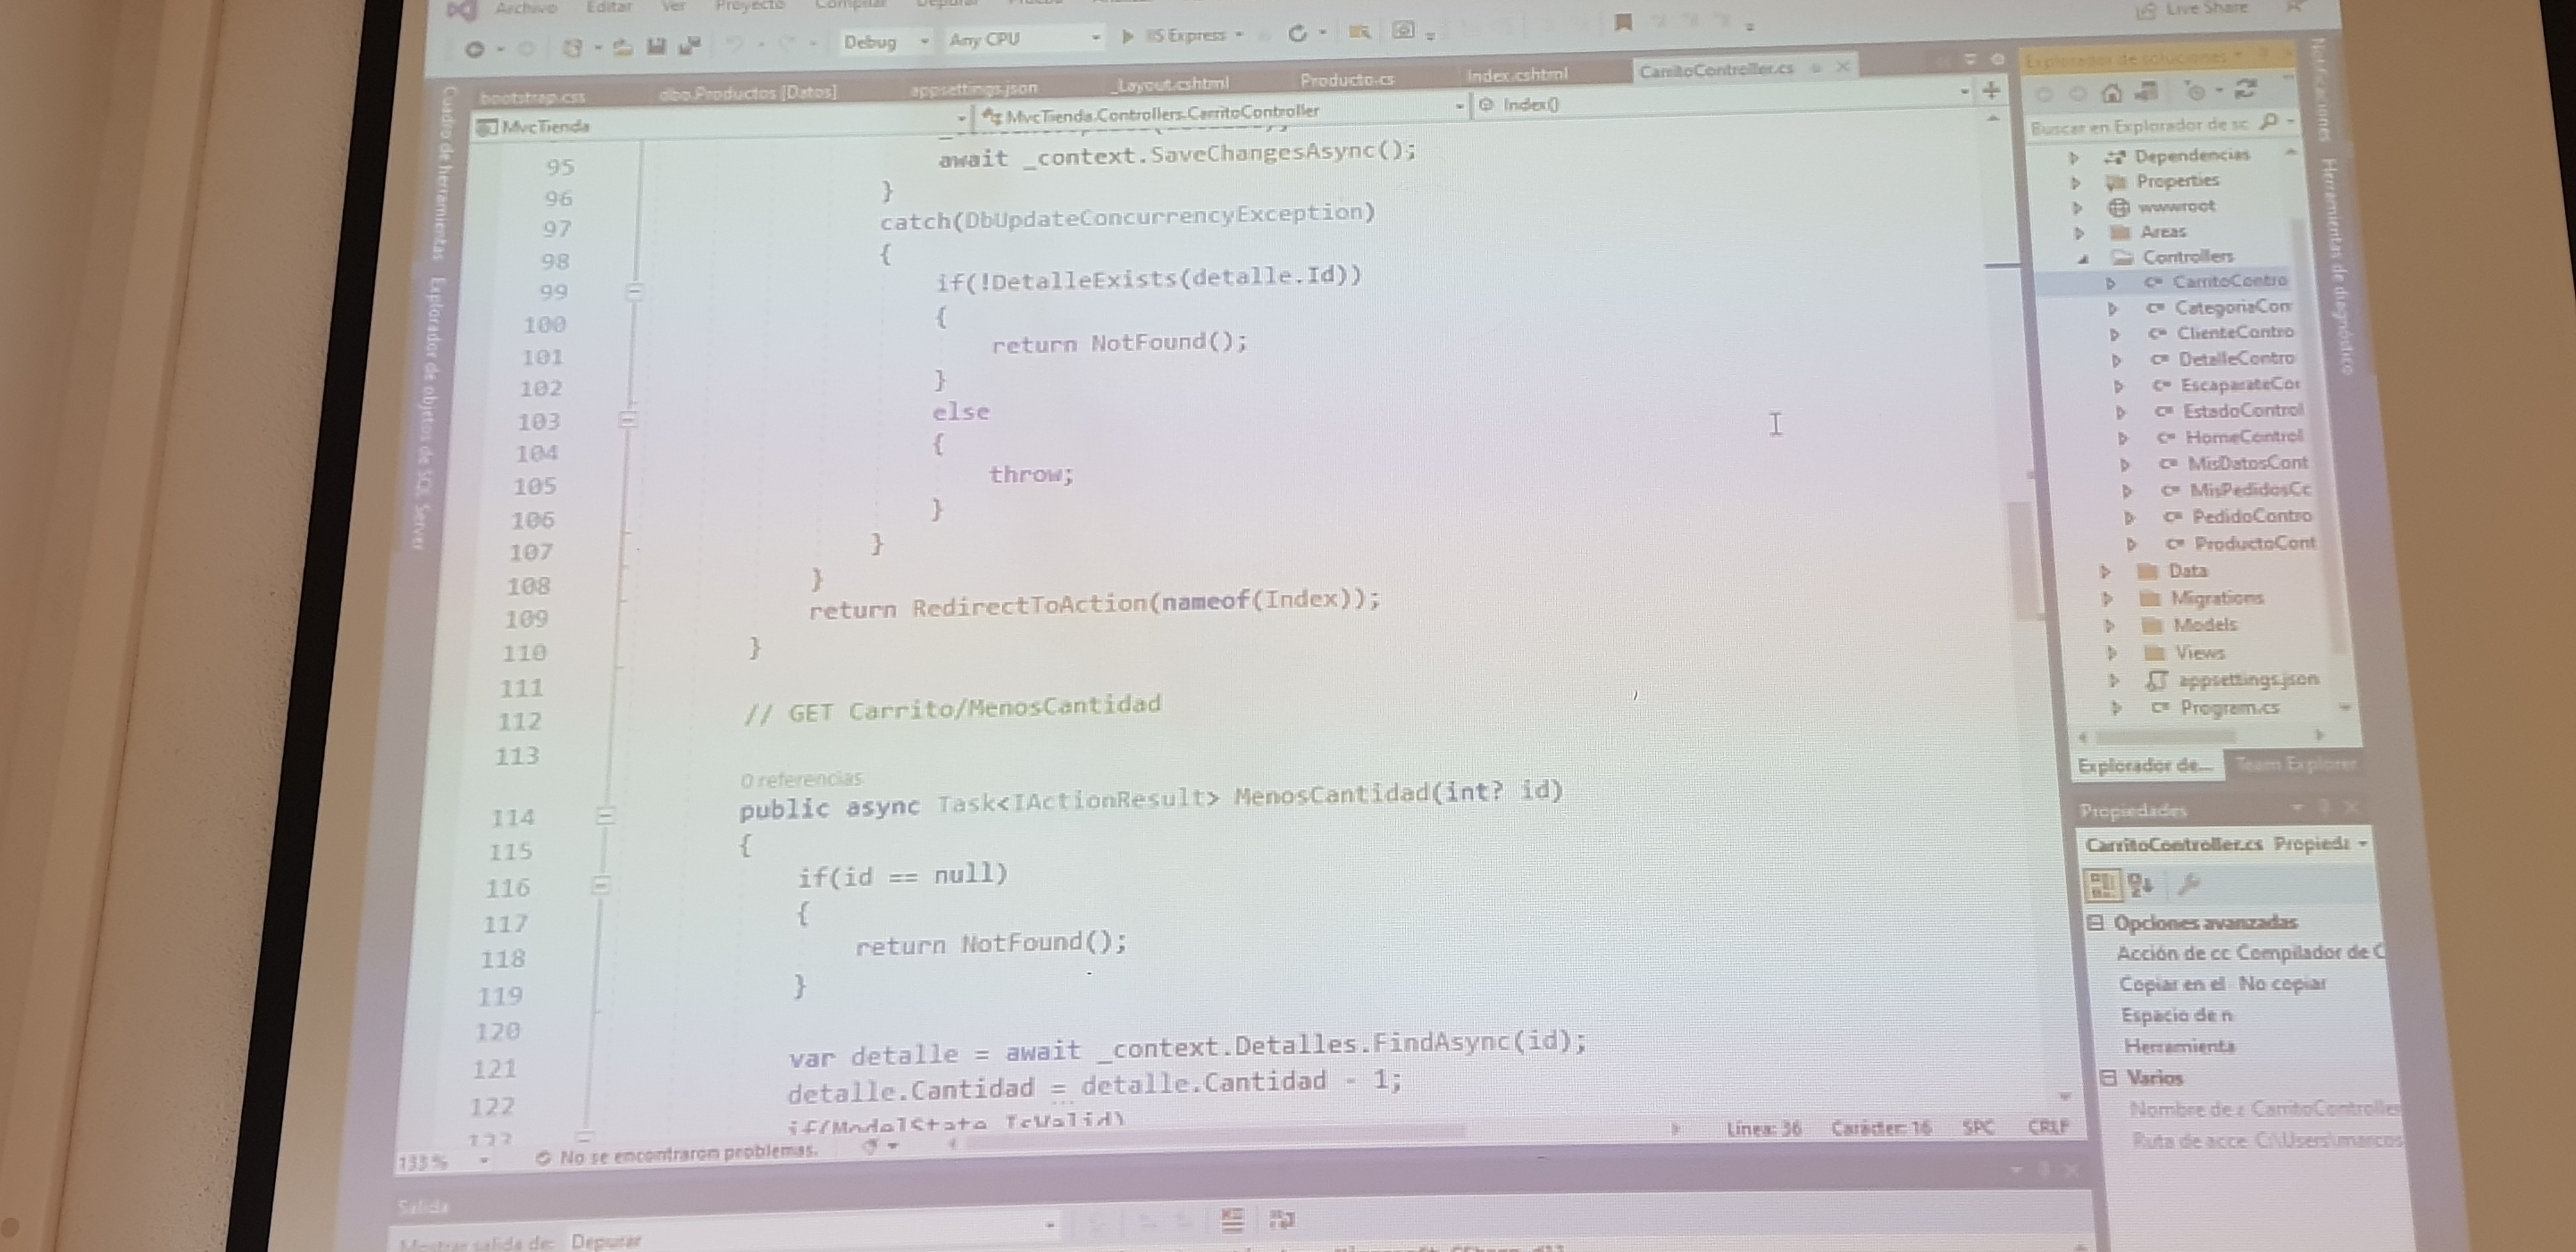 Archivo Editar Ver Proyecto Compilar Depurar
Live Share
Debug Any CPU IIS Express
bootstrap.css dbo.Productos [Datos] appsettings.json _Layout.cshtml Producto.cs Index.cshtml CarritoController.cs
MvcTienda MvcTienda.Controllers.CarritoController Index()
95 await _context.SaveChangesAsync();
96 }
97 catch(DbUpdateConcurrencyException)
98 {
99 if(!DetalleExists(detalle.Id))
100 {
101 return NotFound();
102 }
103 else
104 {
105 throw;
106 }
107 }
108 }
109 return RedirectToAction(nameof(Index));
110 }
111
112 // GET Carrito/MenosCantidad
113
0 referencias
114 public async Task<IActionResult> MenosCantidad(int? id)
115 {
116 if(id == null)
117 {
118 return NotFound();
119 }
120
121 var detalle = await _context.Detalles.FindAsync(id);
122 detalle.Cantidad = detalle.Cantidad - 1;
123 if(ModelState.IsValid)
133 % No se encontraron problemas. Línea: 36 Carácter: 16 SPC CRLF
Salida
Mostrar salida de: Depurar
Cuadro de herramientas
Explorador de objetos de SQL Server
Explorador de soluciones
Buscar en Explorador de sc
Dependencias
Properties
wwwroot
Areas
Controllers
C# CarritoContro
C# CategoriaCon
C# ClienteContro
C# DetalleContro
C# EscaparateCor
C# EstadoControl
C# HomeControl
C# MisDatosCont
C# MisPedidosCc
C# PedidoContro
C# ProductoCont
Data
Migrations
Models
Views
appsettings.json
C# Program.cs
Explorador de... Team Explorer
Propiedades
CarritoController.cs Propieda
Opciones avanzadas
Acción de cc Compilador de C
Copiar en el No copiar
Espacio de n
Herramienta
Varios
Nombre de a CarritoController
Ruta de acce C:\Users\marcos
Notificaciones
Herramientas de diagnóstico